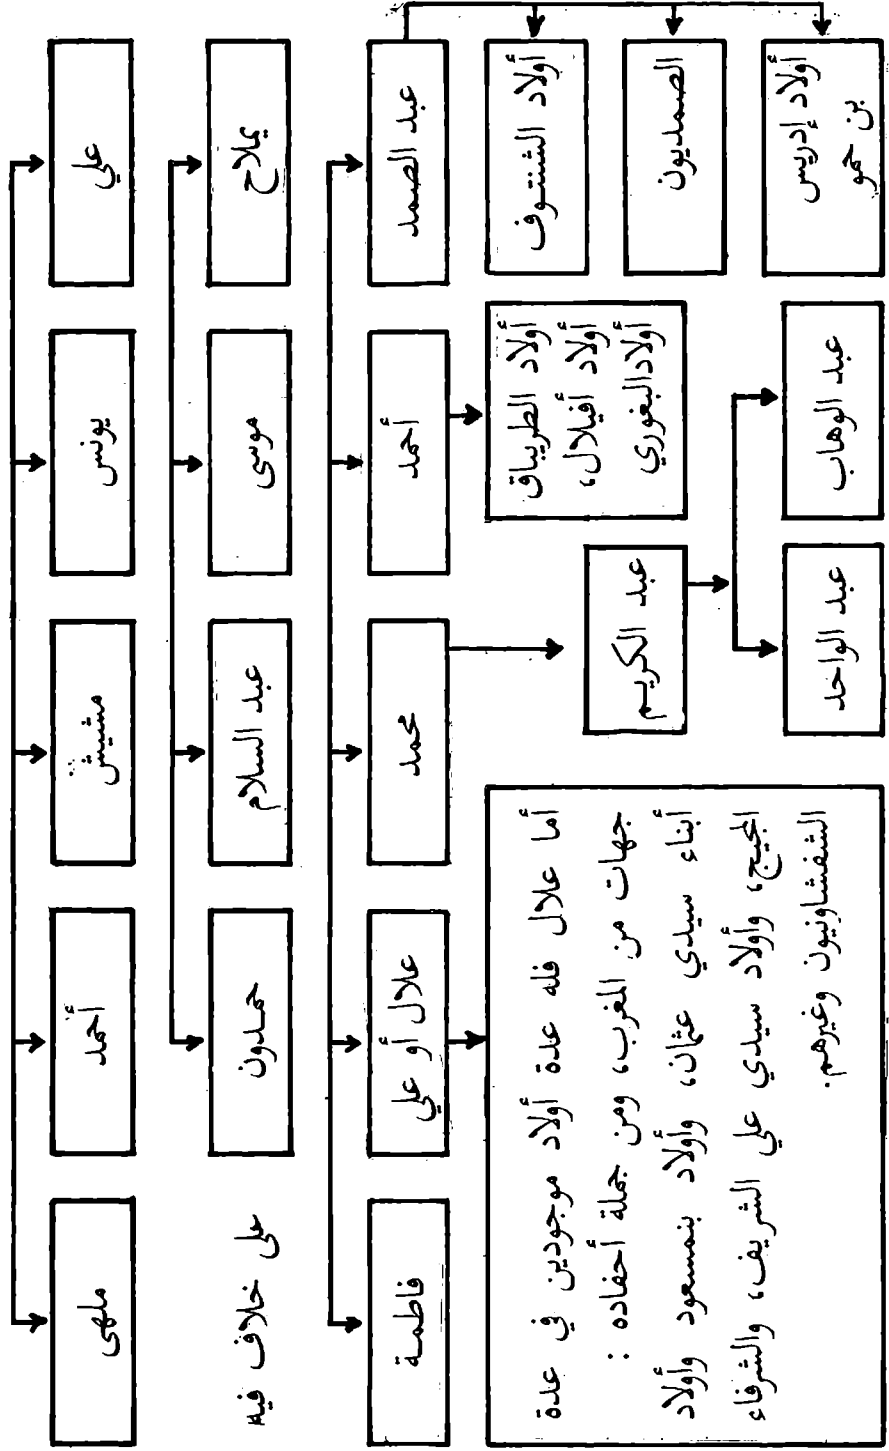 علي
يونس
مشيش
أحمد
ملهى
يملاح
موسى
عبد السلام
حمدون
على خلاف فيه
عبد الصمد
أحمد
محمد
علال أو علي
فاطمة
أولاد الشنتوف
الصمديون
أولاد إدريس
بن حمو
أولاد الطريباق
أولاد أفيلال،
أولاد البغوري
عبد الكريم
عبد الوهاب
عبد الواحد
أما علال فله عدة أولاد موجودين في عدة
جهات من المغرب، ومن جملة أحفاده :
أبناء سيدي عثمان، وأولاد بنمسعود وأولاد
المجيح، وأولاد سيدي علي الشريف، والشرفاء
الشفشاونيون وغيرهم.